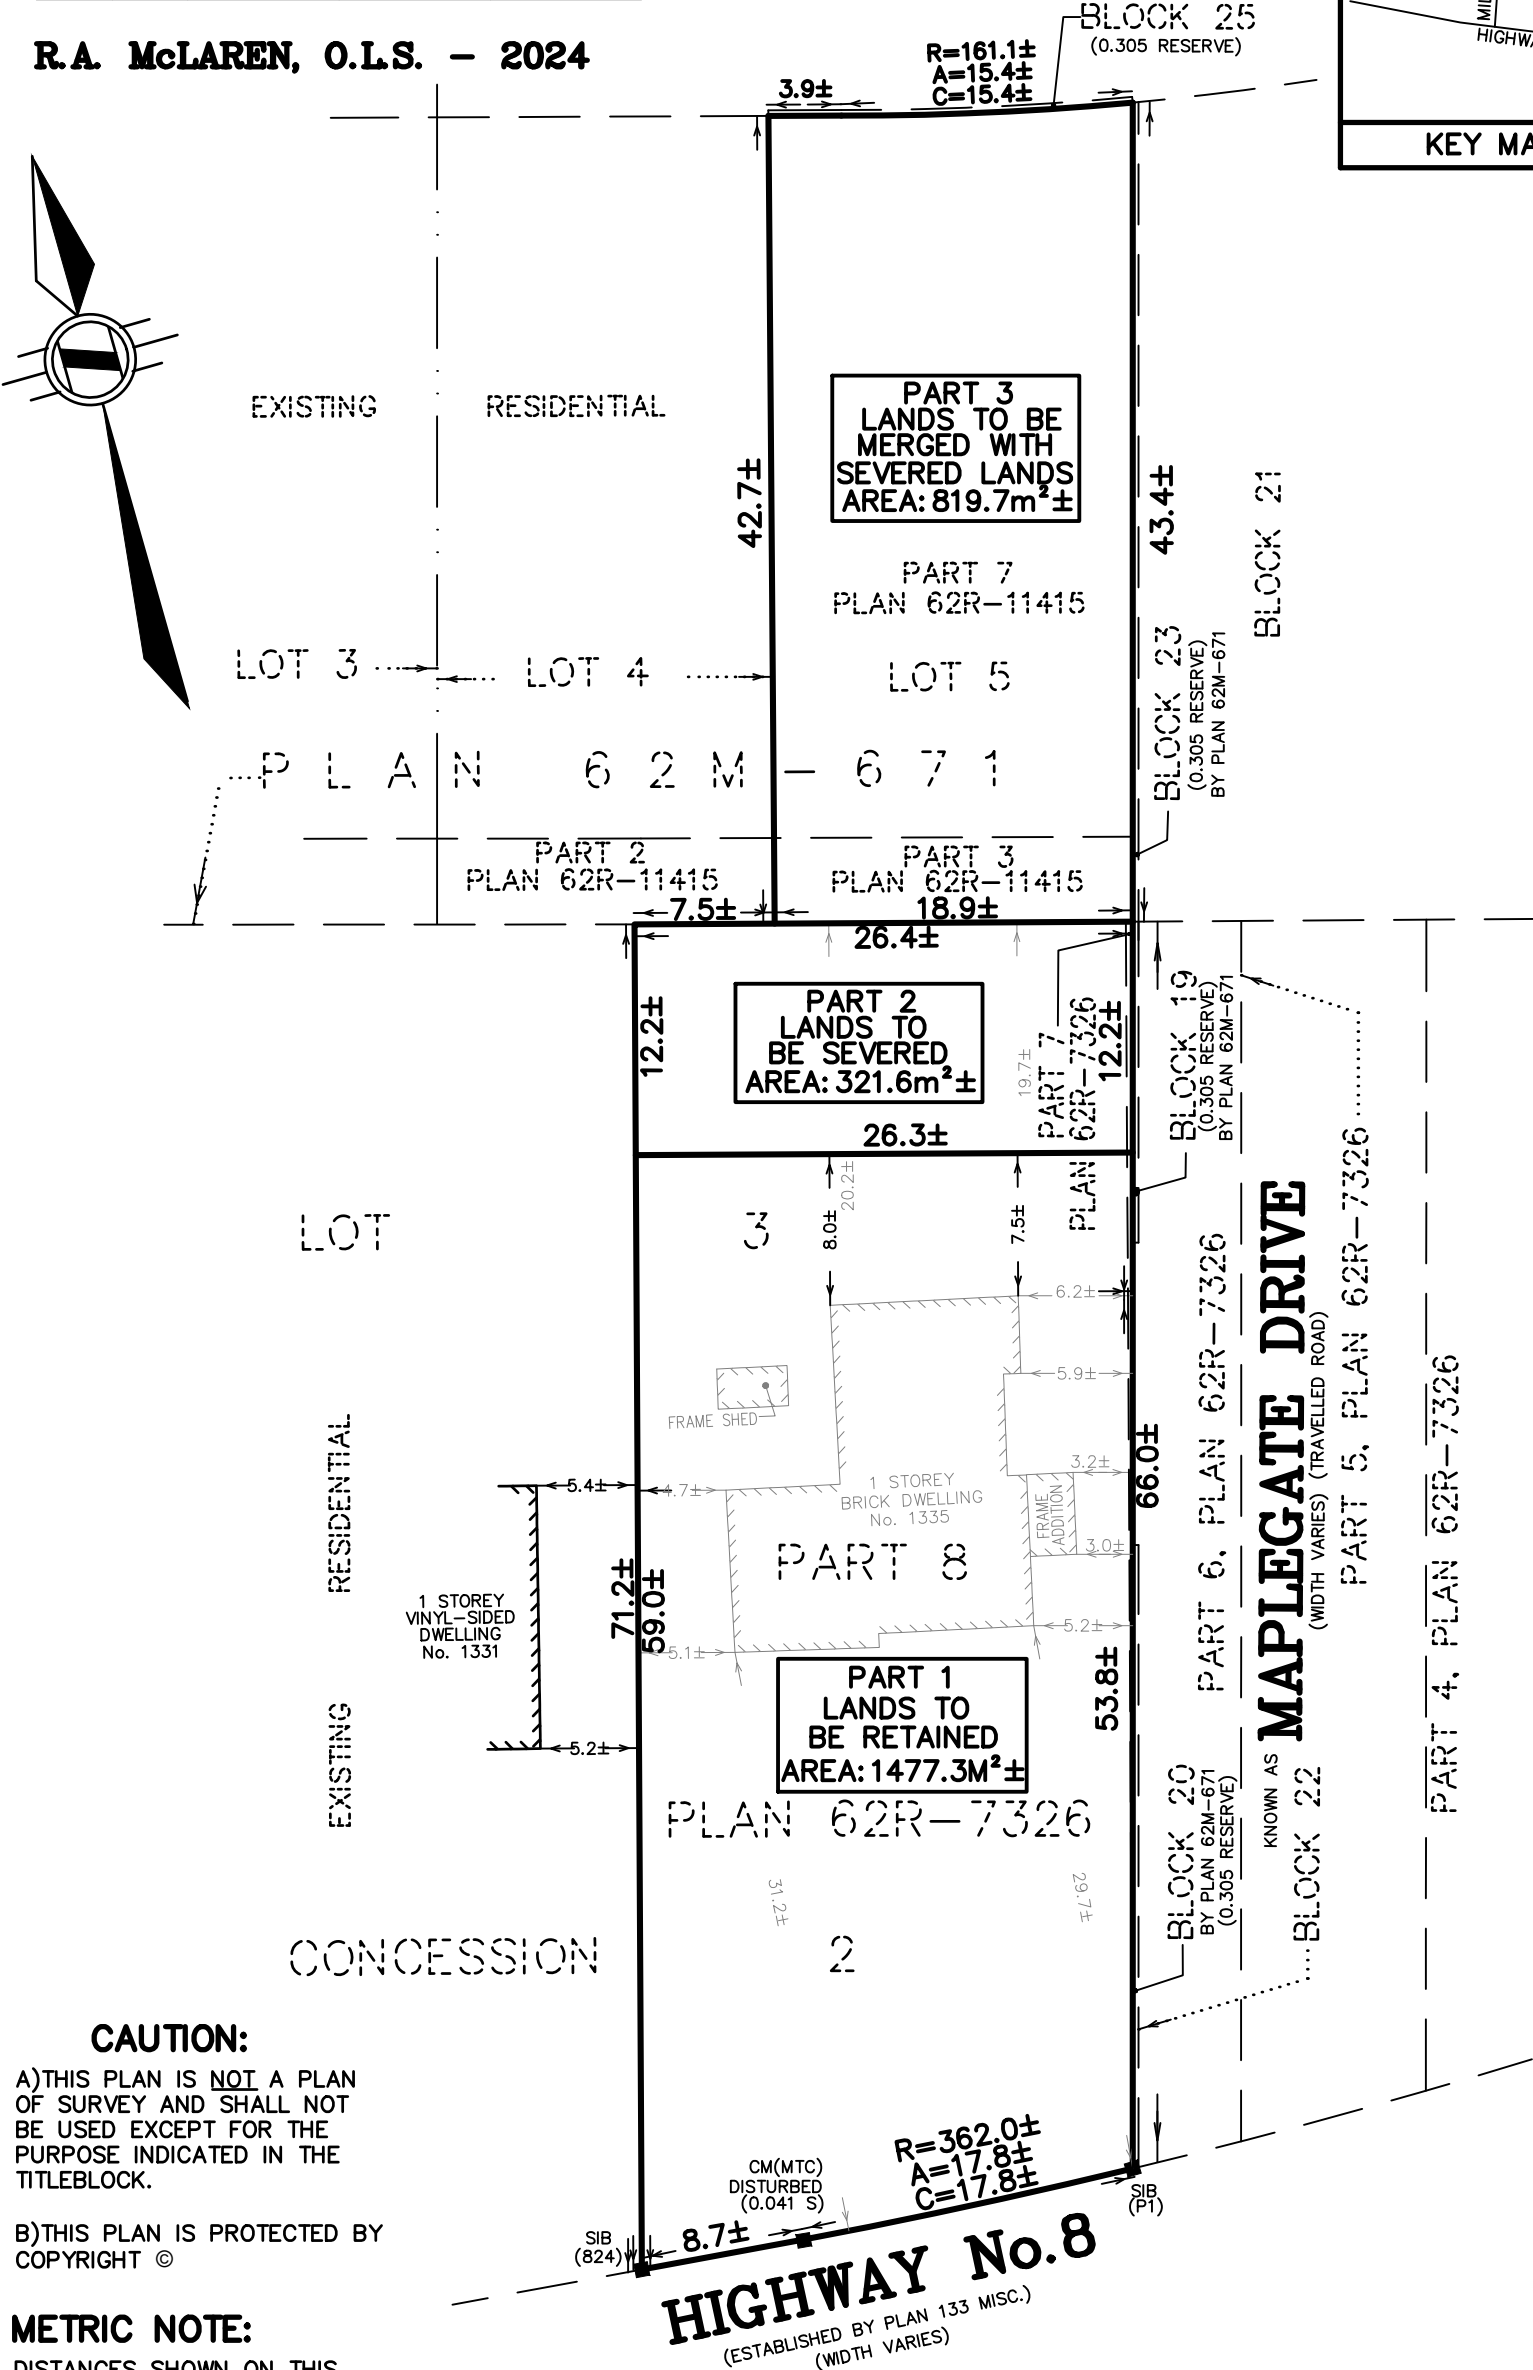 R.A. McLAREN, O.L.S. - 2024
BLOCK 25
(0.305 RESERVE)
R=161.1±
A=15.4±
C=15.4±
3.9±
HIGHWA
KEY MA
EXISTING RESIDENTIAL
PART 3
LANDS TO BE
MERGED WITH
SEVERED LANDS
AREA: 819.7m²±
42.7±
43.4±
BLOCK 21
PART 7
PLAN 62R-11415
BLOCK 23
(0.305 RESERVE)
BY PLAN 62M-671
LOT 3
LOT 4
LOT 5
PLAN 62M-671
PART 2
PLAN 62R-11415
PART 3
PLAN 62R-11415
7.5±
18.9±
26.4±
12.2±
PART 2
LANDS TO
BE SEVERED
AREA: 321.6m²±
19.7±
PART 7
PLAN 62R-7326
12.2±
BLOCK 19
(0.305 RESERVE)
BY PLAN 62M-671
26.3±
LOT
3
8.0±
20.2±
7.5±
6.2±
5.9±
FRAME SHED
3.2±
1 STOREY
BRICK DWELLING
No. 1335
FRAME
ADDITION
3.0±
5.4±
4.7±
PART 8
RESIDENTIAL
EXISTING
1 STOREY
VINYL-SIDED
DWELLING
No. 1331
71.2±
59.0±
5.1±
5.2±
5.2±
66.0±
53.8±
PART 6, PLAN 62R-7326
KNOWN AS MAPLEGATE DRIVE
(WIDTH VARIES) (TRAVELLED ROAD)
PART 5, PLAN 62R-7326
PART 4, PLAN 62R-7326
PART 1
LANDS TO
BE RETAINED
AREA: 1477.3M²±
PLAN 62R-7326
31.2±
29.7±
BLOCK 20
BY PLAN 62M-671
(0.305 RESERVE)
BLOCK 22
CONCESSION 2
CAUTION:
A)THIS PLAN IS NOT A PLAN
OF SURVEY AND SHALL NOT
BE USED EXCEPT FOR THE
PURPOSE INDICATED IN THE
TITLEBLOCK.
B)THIS PLAN IS PROTECTED BY
COPYRIGHT ©
R=362.0±
A=17.8±
C=17.8±
CM(MTC)
DISTURBED
(0.041 S)
SIB
(P1)
SIB
(824)
8.7±
HIGHWAY No.8
(ESTABLISHED BY PLAN 133 MISC.)
(WIDTH VARIES)
METRIC NOTE:
DISTANCES SHOWN ON THIS